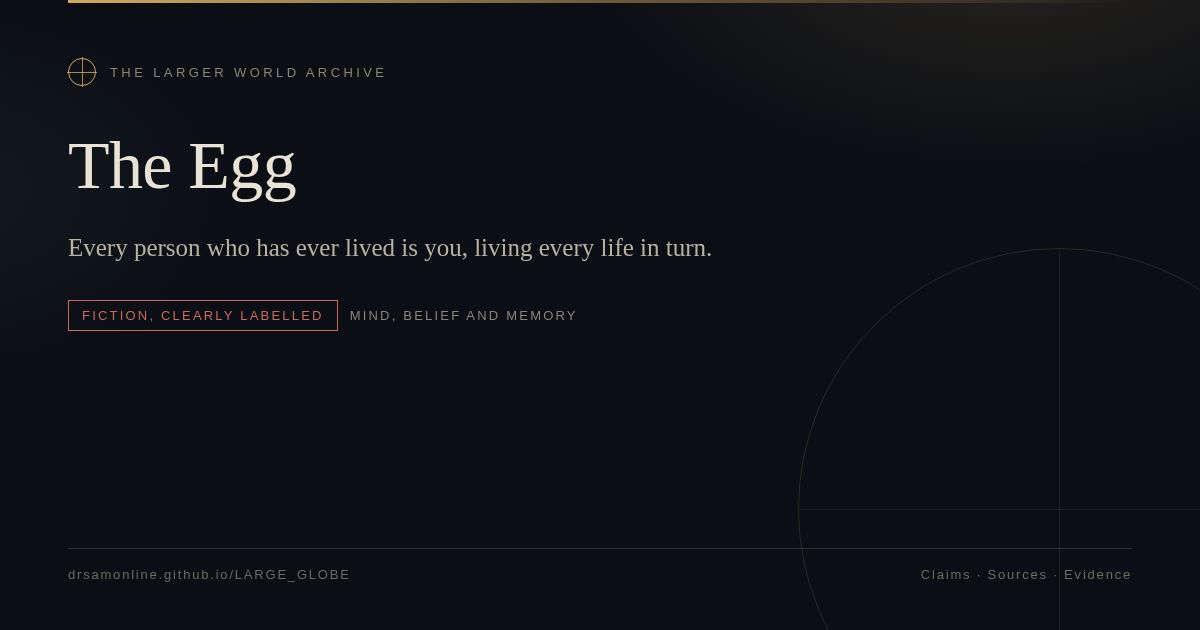 THE LARGER WORLD ARCHIVE
The Egg
Every person who has ever lived is you, living every life in turn.
FICTION, CLEARLY LABELLED MIND, BELIEF AND MEMORY
drsamonline.github.io/LARGE_GLOBE Claims · Sources · Evidence